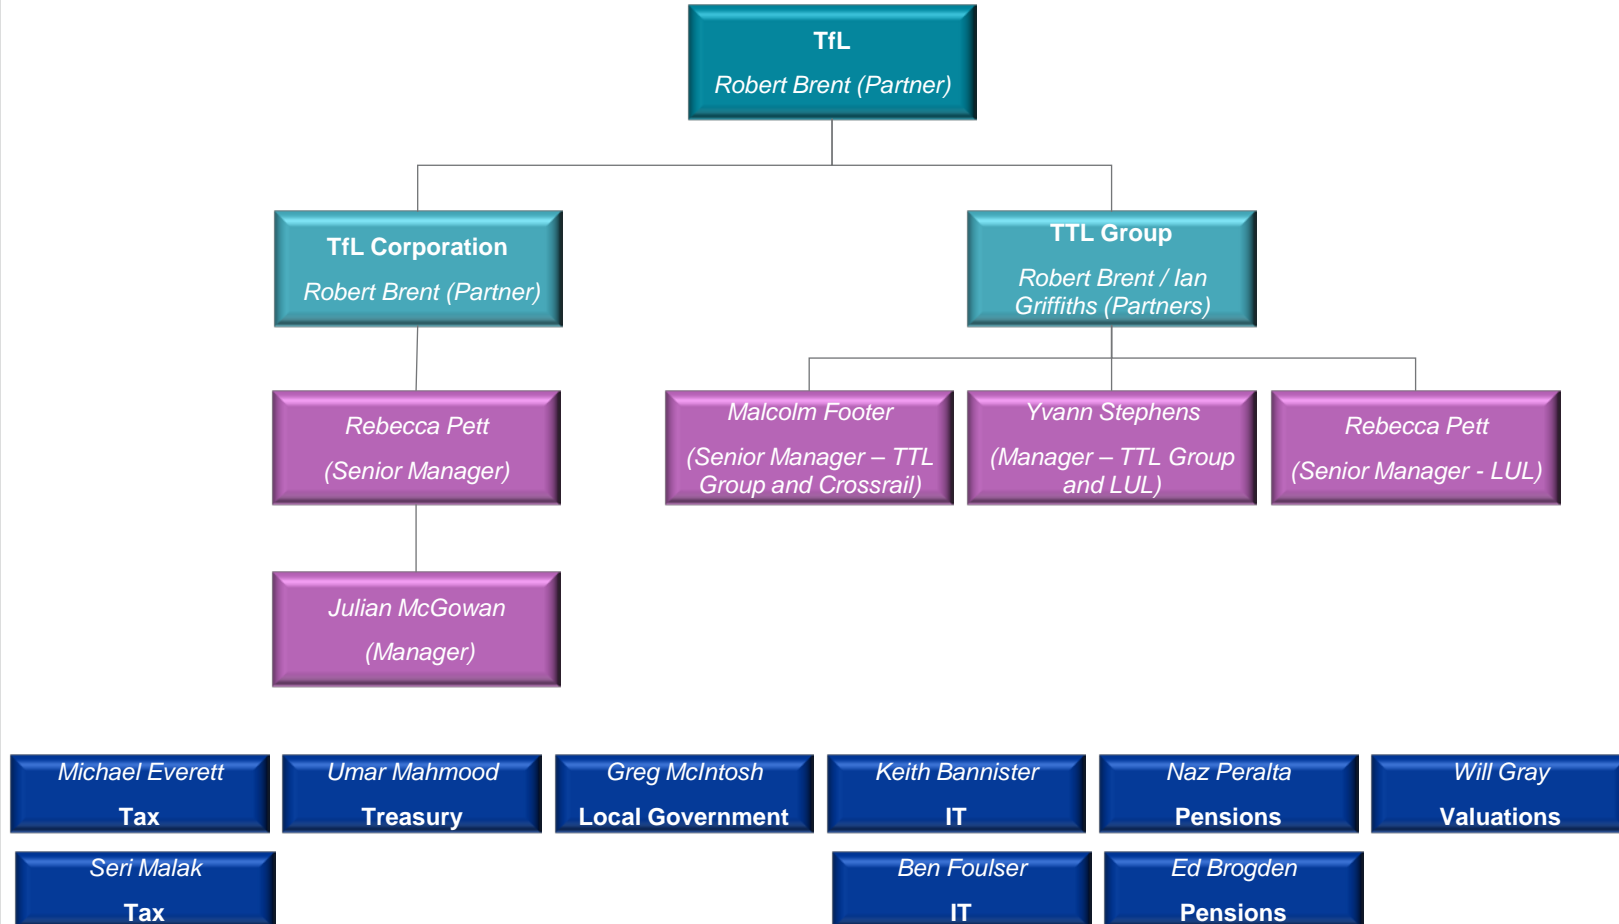 TfL
Robert Brent (Partner)
TfL Corporation
Robert Brent (Partner)
TTL Group
Robert Brent / Ian
Griffiths (Partners)
Rebecca Pett
(Senior Manager)
Malcolm Footer
(Senior Manager – TTL
Group and Crossrail)
Yvann Stephens
(Manager – TTL Group
and LUL)
Rebecca Pett
(Senior Manager - LUL)
Julian McGowan
(Manager)
Michael Everett
Tax
Umar Mahmood
Treasury
Greg McIntosh
Local Government
Keith Bannister
IT
Naz Peralta
Pensions
Will Gray
Valuations
Seri Malak
Tax
Ben Foulser
IT
Ed Brogden
Pensions